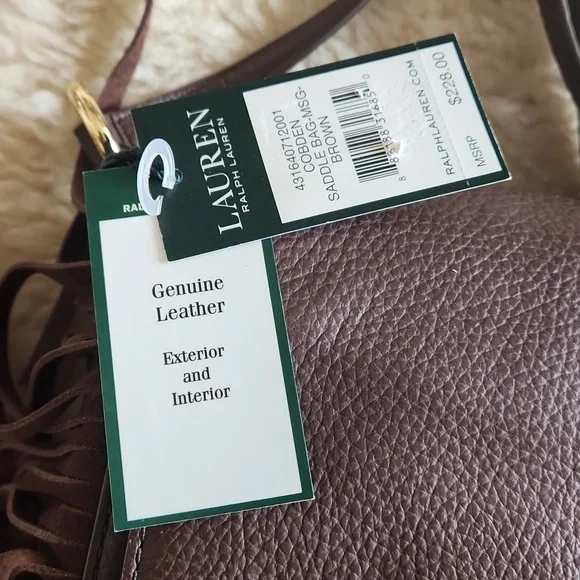 LAUREN
RALPH LAUREN
431640712001
COBDEN
SADDLE BAG-MSG-
BROWN
RALPHLAUREN.COM
$228.00
MSRP
Genuine
Leather
Exterior
and
Interior